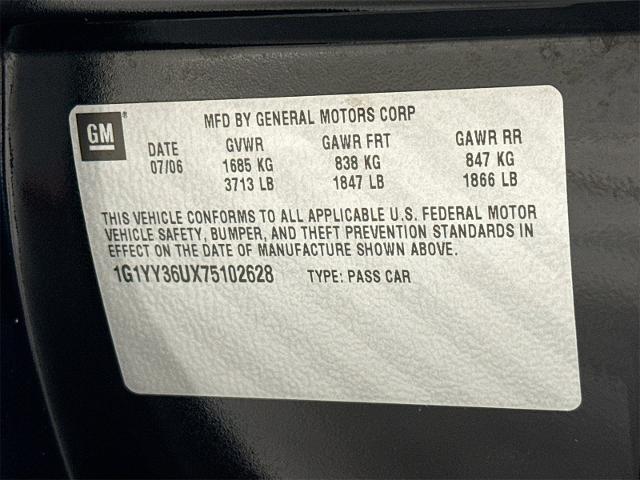 GM®
MFD BY GENERAL MOTORS CORP
DATE GVWR GAWR FRT GAWR RR
07/06 1685 KG 838 KG 847 KG
3713 LB 1847 LB 1866 LB
THIS VEHICLE CONFORMS TO ALL APPLICABLE U.S. FEDERAL MOTOR
VEHICLE SAFETY, BUMPER, AND THEFT PREVENTION STANDARDS IN
EFFECT ON THE DATE OF MANUFACTURE SHOWN ABOVE.
1G1YY36UX75102628 TYPE: PASS CAR